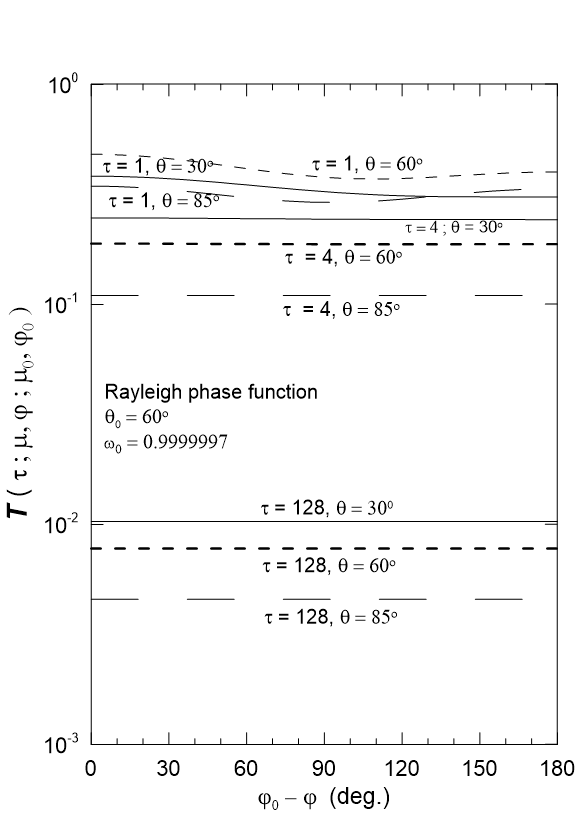 10⁰
τ = 1, θ = 30°
τ = 1, θ = 60°
τ = 1, θ = 85°
τ = 4 ; θ = 30°
τ = 4, θ = 60°
10⁻¹
τ = 4, θ = 85°
T ( τ ; μ, φ ; μ₀, φ₀ )
Rayleigh phase function
θ₀ = 60°
ω₀ = 0.9999997
τ = 128, θ = 30°
10⁻²
τ = 128, θ = 60°
τ = 128, θ = 85°
10⁻³
0 30 60 90 120 150 180
φ₀ – φ (deg.)